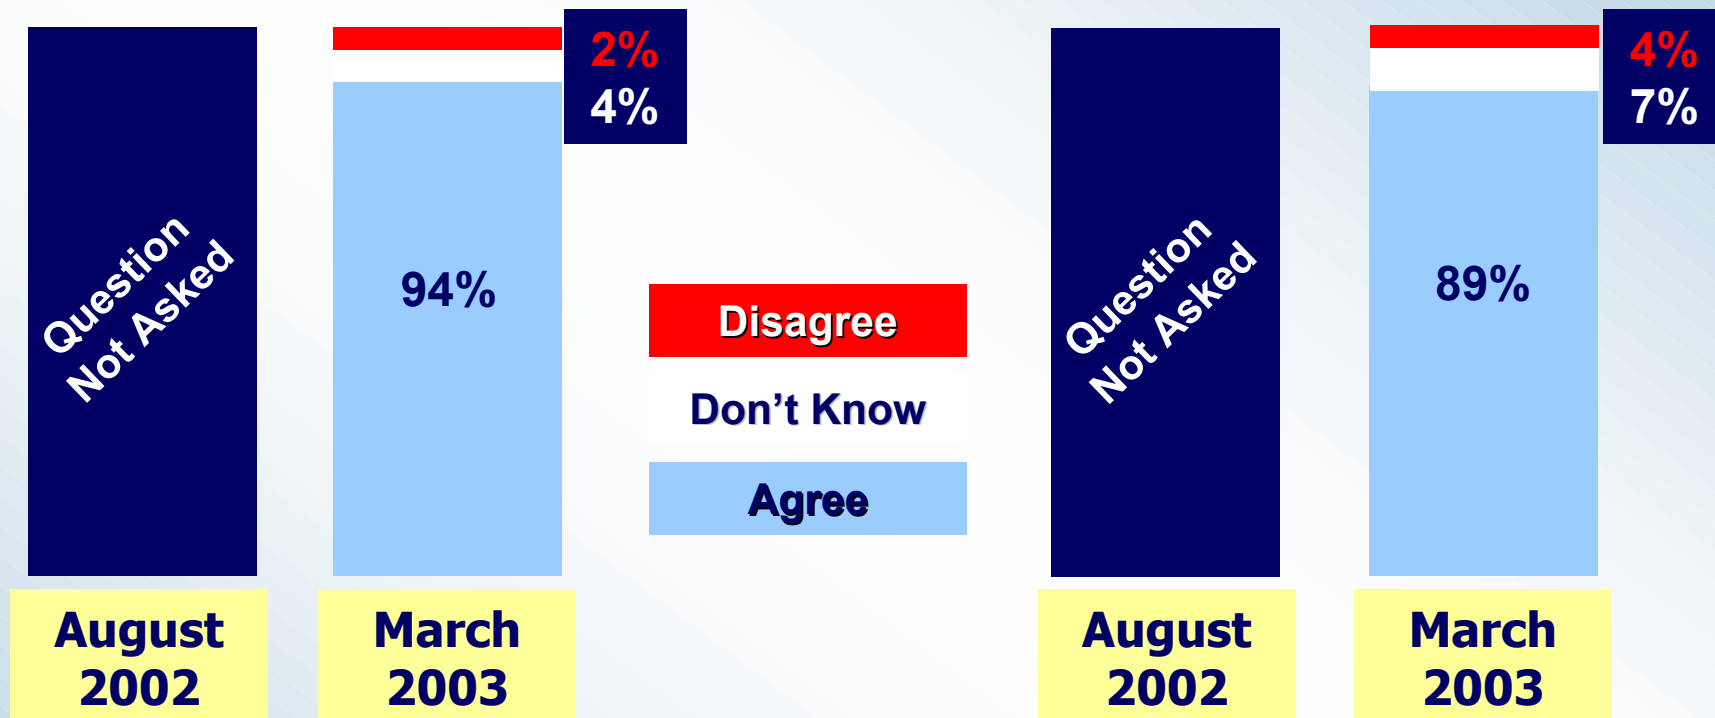 2%
4%
Question
Not Asked
94%
August
2002
March
2003
Disagree
Don’t Know
Agree
4%
7%
Question
Not Asked
89%
August
2002
March
2003